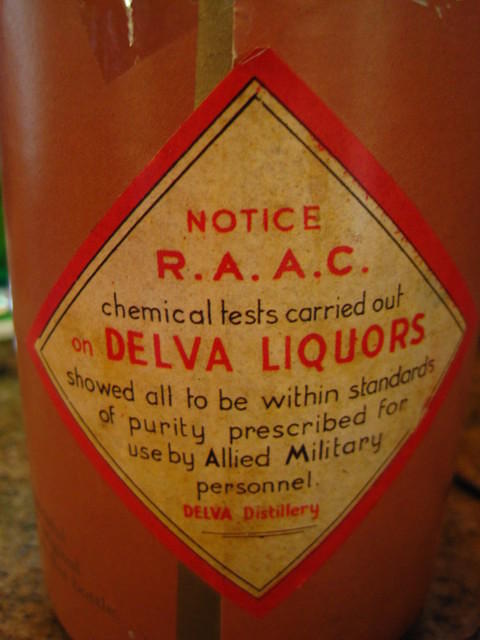 NOTICE
R.A.A.C.
chemical tests carried out
on DELVA LIQUORS
showed all to be within standards
of purity prescribed for
use by Allied Military
personnel.
DELVA Distillery